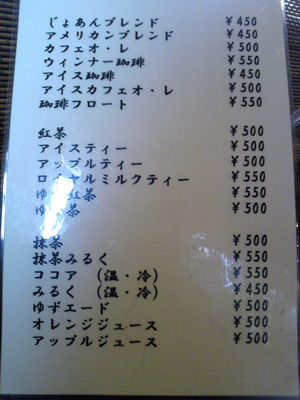 じょあんブレンド ￥450
アメリカンブレンド ￥450
カフェオ・レ ￥500
ウィンナー珈琲 ￥550
アイス珈琲 ￥450
アイスカフェオ・レ ￥500
珈琲フロート ￥550
紅茶 ￥500
アイスティー ￥500
アップルティー ￥500
ロイヤルミルクティー ￥550
ゆず紅茶 ￥550
ゆ 茶 ￥500
抹茶 ￥500
抹茶みるく ￥550
ココア （温・冷） ￥550
みるく （温・冷） ￥450
ゆずエード ￥500
オレンジジュース ￥500
アップルジュース ￥500